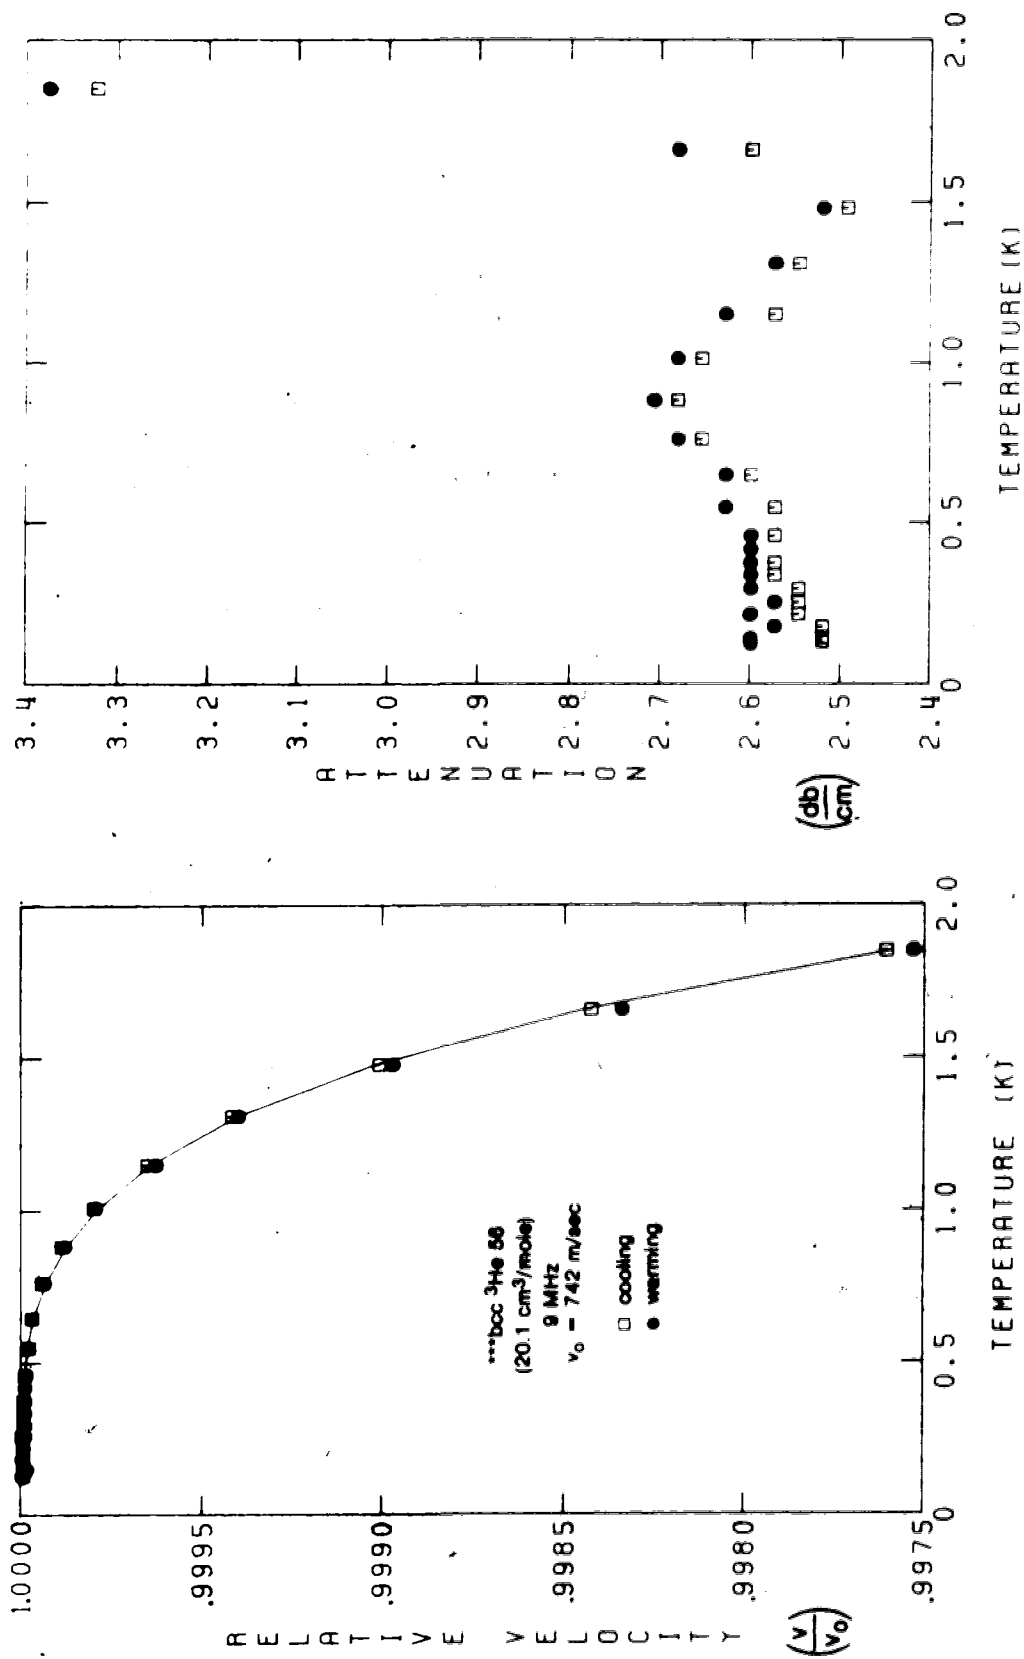 1.0000
.9995
.9990
.9985
.9980
.9975
RELATIVE VELOCITY
(v/v₀)
0
0.5
1.0
1.5
2.0
TEMPERATURE (K)
***bcc ³He 56
(20.1 cm³/mole)
9 MHz
v₀ = 742 m/sec
□ cooling
● warming
3.4
3.3
3.2
3.1
3.0
2.9
2.8
2.7
2.6
2.5
2.4
ATTENUATION
(db/cm)
0
0.5
1.0
1.5
2.0
TEMPERATURE (K)